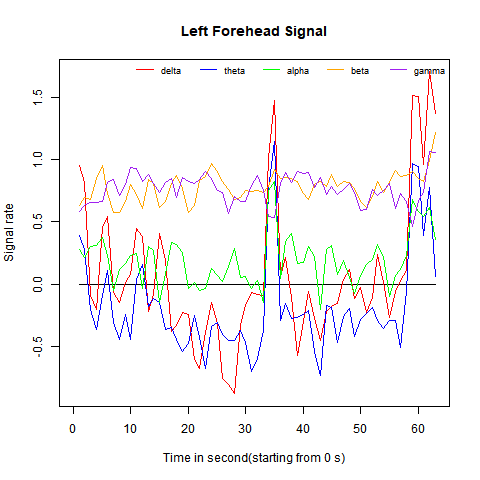 Left Forehead Signal
delta theta alpha beta gamma
Signal rate
1.5
1.0
0.5
0.0
-0.5
0 10 20 30 40 50 60
Time in second(starting from 0 s)